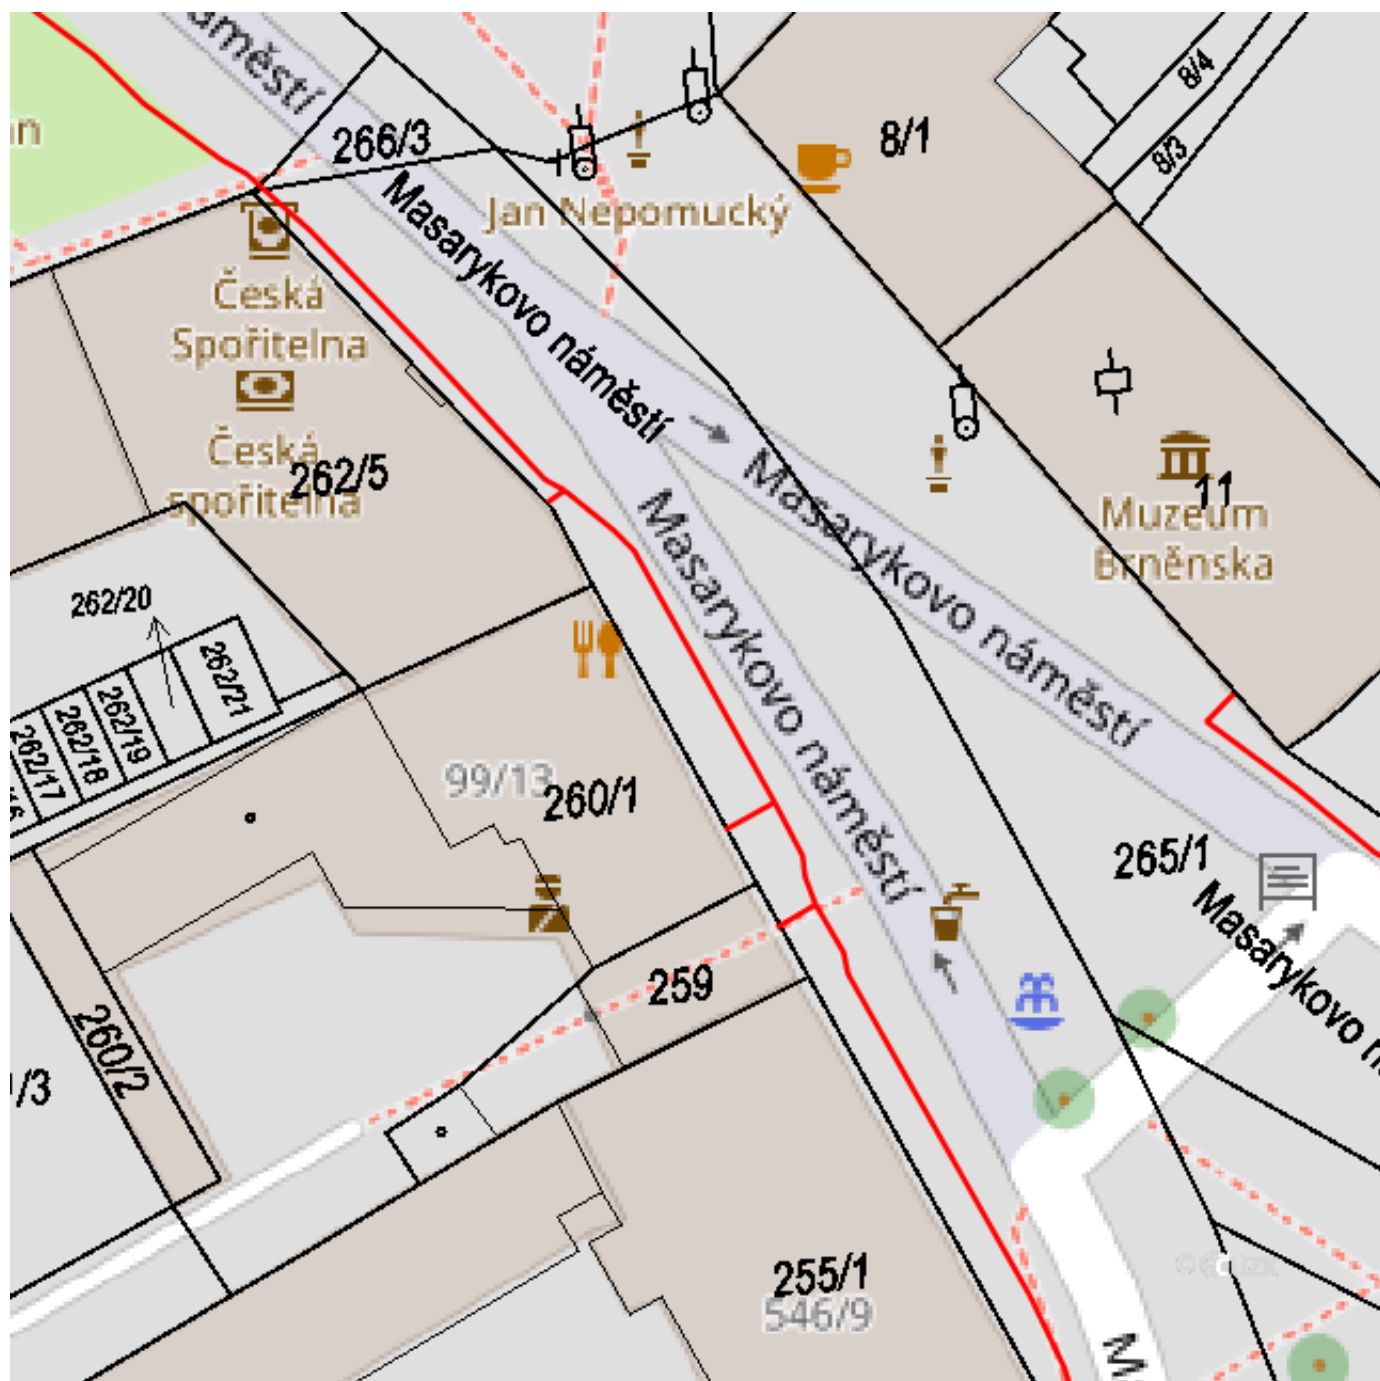 náměstí
266/3
8/4
8/3
8/1
Jan Nepomucký
Masarykovo náměstí
Česká
Spořitelna
Česká
spořitelna
262/5
Masarykovo náměstí
11
Muzeum
Brněnska
Masarykovo náměstí
262/20
262/21
262/19
262/18
262/17
99/13
260/1
265/1
Masarykovo
259
260/2
/3
255/1
546/9